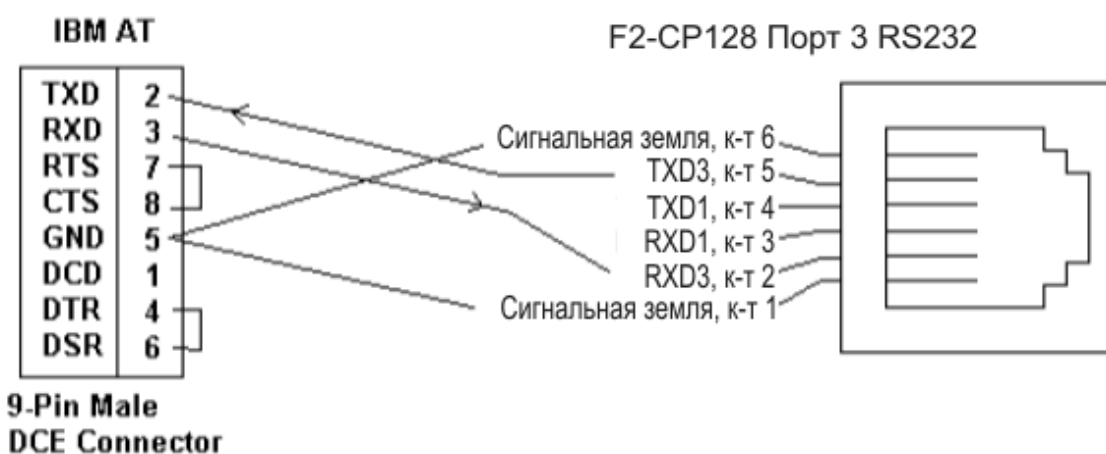 IBM AT
F2-CP128 Порт 3 RS232
TXD 2
RXD 3
RTS 7
CTS 8
GND 5
DCD 1
DTR 4
DSR 6
Сигнальная земля, к-т 6
TXD3, к-т 5
TXD1, к-т 4
RXD1, к-т 3
RXD3, к-т 2
Сигнальная земля, к-т 1
9-Pin Male
DCE Connector